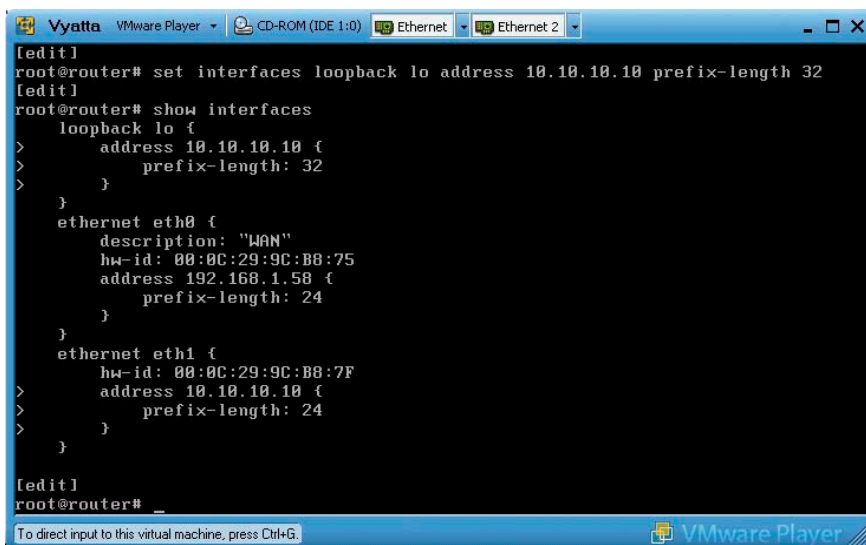 Vyatta VMware Player CD-ROM (IDE 1:0) Ethernet Ethernet 2
[edit]
root@router# set interfaces loopback lo address 10.10.10.10 prefix-length 32
[edit]
root@router# show interfaces
    loopback lo {
>       address 10.10.10.10 {
>           prefix-length: 32
>       }
    }
    ethernet eth0 {
        description: "WAN"
        hw-id: 00:0C:29:9C:B8:75
        address 192.168.1.58 {
            prefix-length: 24
        }
    }
    ethernet eth1 {
        hw-id: 00:0C:29:9C:B8:7F
>       address 10.10.10.10 {
>           prefix-length: 24
>       }
    }
[edit]
root@router# _
To direct input to this virtual machine, press Ctrl+G. VMware Player